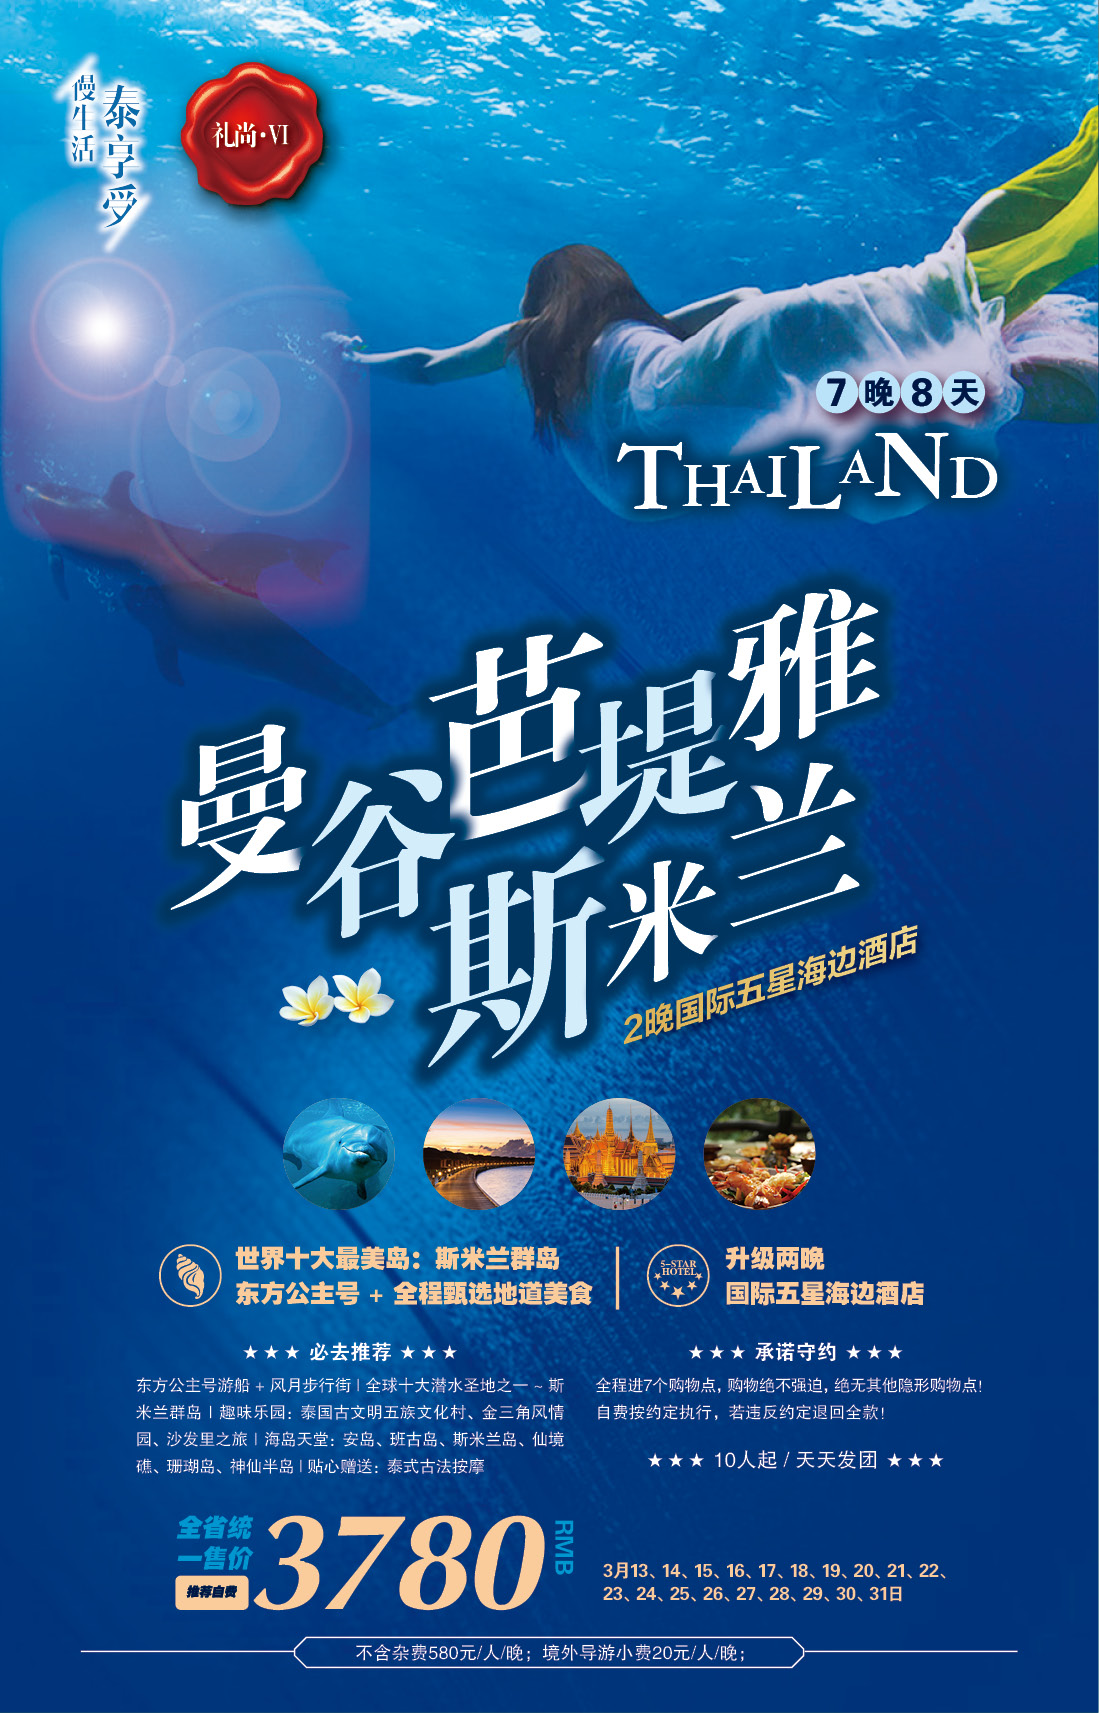 泰享受
慢生活
礼尚·VI
7晚8天
THAILAND
曼谷芭堤雅
斯米兰
2晚国际五星海边酒店
世界十大最美岛：斯米兰群岛
东方公主号 + 全程甄选地道美食
5-STAR
HOTEL
升级两晚
国际五星海边酒店
★★★ 必去推荐 ★★★
东方公主号游船 + 风月步行街 | 全球十大潜水圣地之一 ~ 斯
米兰群岛 | 趣味乐园：泰国古文明五族文化村、金三角风情
园、沙发里之旅 | 海岛天堂：安岛、班古岛、斯米兰岛、仙境
礁、珊瑚岛、神仙半岛 | 贴心赠送：泰式古法按摩
★★★ 承诺守约 ★★★
全程进7个购物点，购物绝不强迫，绝无其他隐形购物点！
自费按约定执行，若违反约定退回全款！
★★★ 10人起 / 天天发团 ★★★
全省统
一售价
推荐自费
3780
RMB
3月13、14、15、16、17、18、19、20、21、22、
23、24、25、26、27、28、29、30、31日
不含杂费580元/人/晚；境外导游小费20元/人/晚；